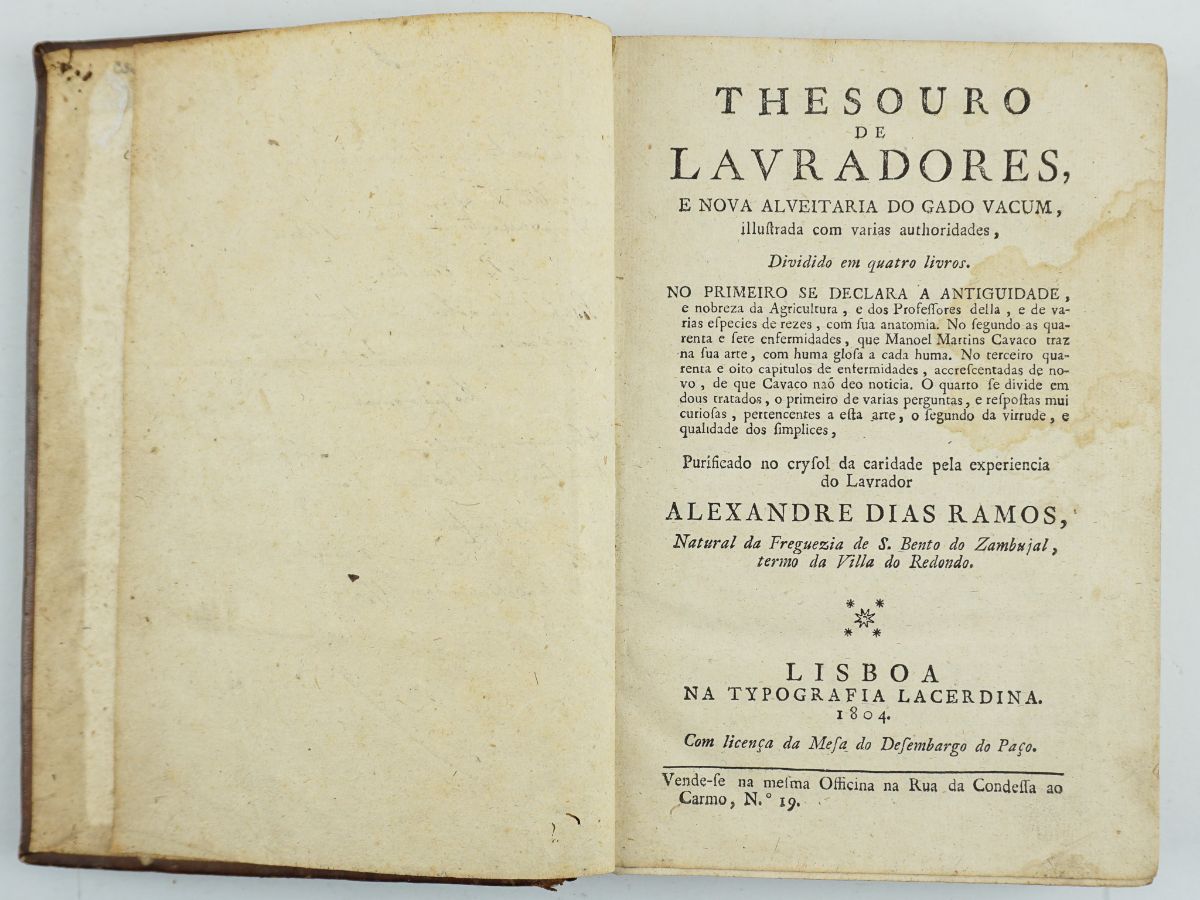 THESOURO
DE
LAVRADORES,
E NOVA ALVEITARIA DO GADO VACUM,
illuſtrada com varias authoridades,
Dividido em quatro livros.
NO PRIMEIRO SE DECLARA A ANTIGUIDADE,
e nobreza da Agricultura, e dos Profeſſores della, e de va-
rias eſpecies de rezes, com ſua anatomia. No ſegundo as qua-
renta e ſete enfermidades, que Manoel Martins Cavaco traz
na ſua arte, com huma gloſa a cada huma. No terceiro qua-
renta e oito capitulos de enfermidades, accreſcentadas de no-
vo, de que Cavaco naõ deo noticia. O quarto ſe divide em
dous tratados, o primeiro de varias perguntas, e reſpoſtas mui
curioſas, pertencentes a eſta arte, o ſegundo da virtude, e
qualidade dos ſimplices,
Purificado no cryſol da caridade pela experiencia
do Lavrador
ALEXANDRE DIAS RAMOS,
Natural da Freguezia de S. Bento do Zambujal,
termo da Villa do Redondo.
LISBOA
NA TYPOGRAFIA LACERDINA.
1804.
Com licença da Meſa do Deſembargo do Paço.
Vende-ſe na meſma Officina na Rua da Condeſſa ao
Carmo, N.º 19.